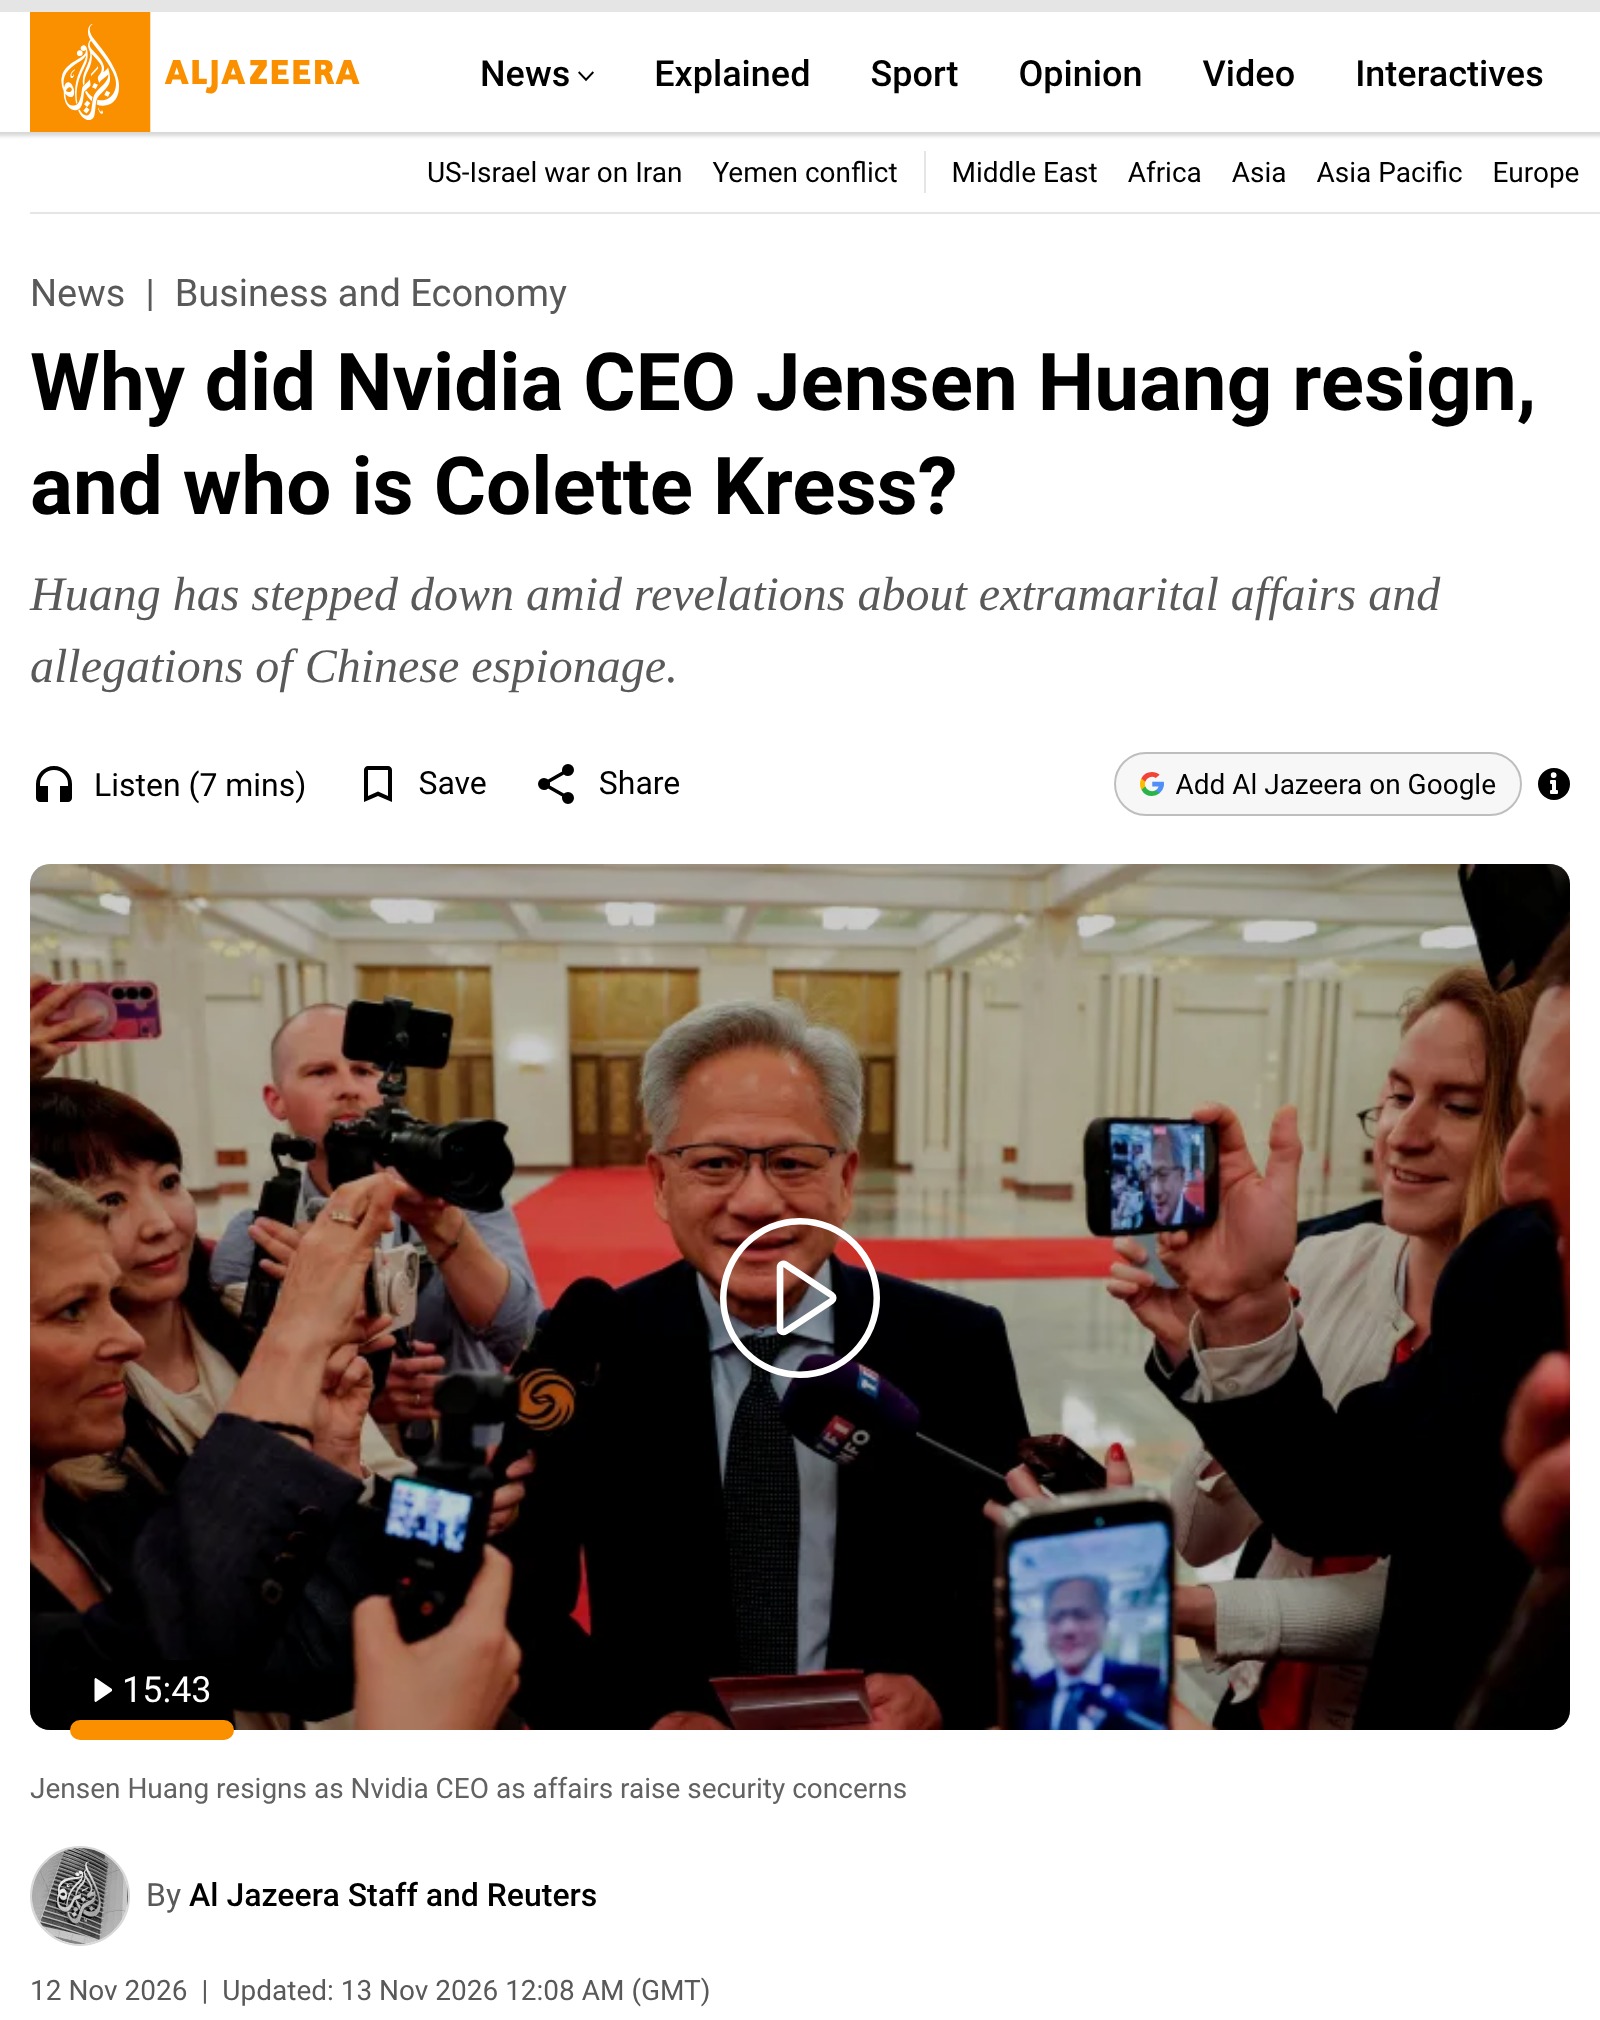 ALJAZEERA
News Explained Sport Opinion Video Interactives
US-Israel war on Iran Yemen conflict Middle East Africa Asia Asia Pacific Europe
News | Business and Economy
Why did Nvidia CEO Jensen Huang resign,
and who is Colette Kress?
Huang has stepped down amid revelations about extramarital affairs and
allegations of Chinese espionage.
Listen (7 mins) Save Share Add Al Jazeera on Google
15:43
Jensen Huang resigns as Nvidia CEO as affairs raise security concerns
By Al Jazeera Staff and Reuters
12 Nov 2026 | Updated: 13 Nov 2026 12:08 AM (GMT)